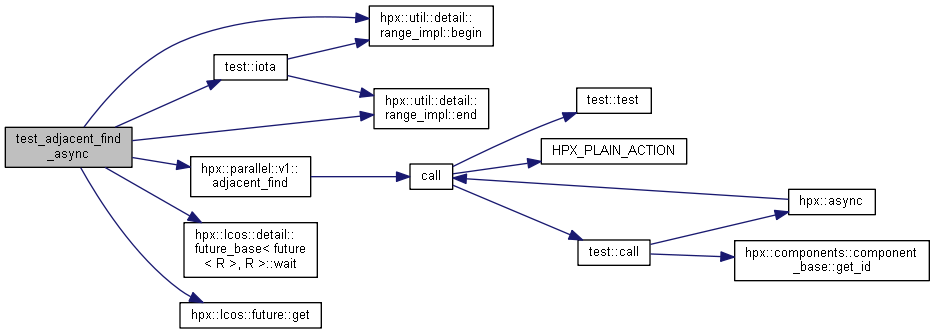 test_adjacent_find
_async
hpx::util::detail::
range_impl::begin
test::iota
hpx::util::detail::
range_impl::end
hpx::parallel::v1::
adjacent_find
hpx::lcos::detail::
future_base< future
< R >, R >::wait
hpx::lcos::future::get
call
test::test
HPX_PLAIN_ACTION
test::call
hpx::async
hpx::components::component
_base::get_id